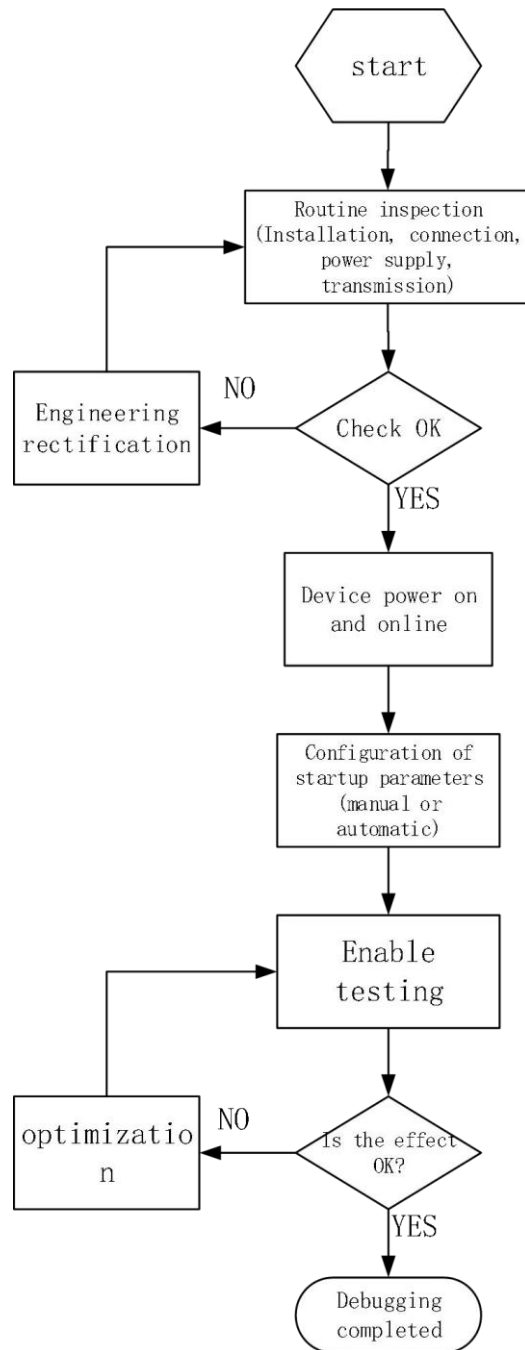 start
Routine inspection
(Installation, connection,
power supply,
transmission)
NO
Engineering
rectification
Check OK
YES
Device power on
and online
Configuration of
startup parameters
(manual or
automatic)
Enable
testing
NO
optimizatio
n
Is the effect
OK?
YES
Debugging
completed